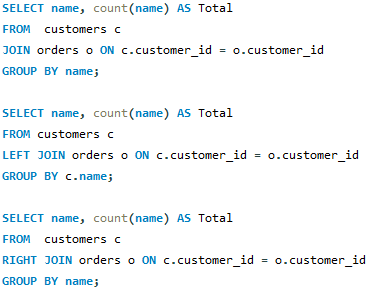 SELECT name, count(name) AS Total
FROM  customers c
JOIN orders o ON c.customer_id = o.customer_id
GROUP BY name;

SELECT name, count(name) AS Total
FROM customers c
LEFT JOIN orders o ON c.customer_id = o.customer_id
GROUP BY c.name;

SELECT name, count(name) AS Total
FROM  customers c
RIGHT JOIN orders o ON c.customer_id = o.customer_id
GROUP BY name;